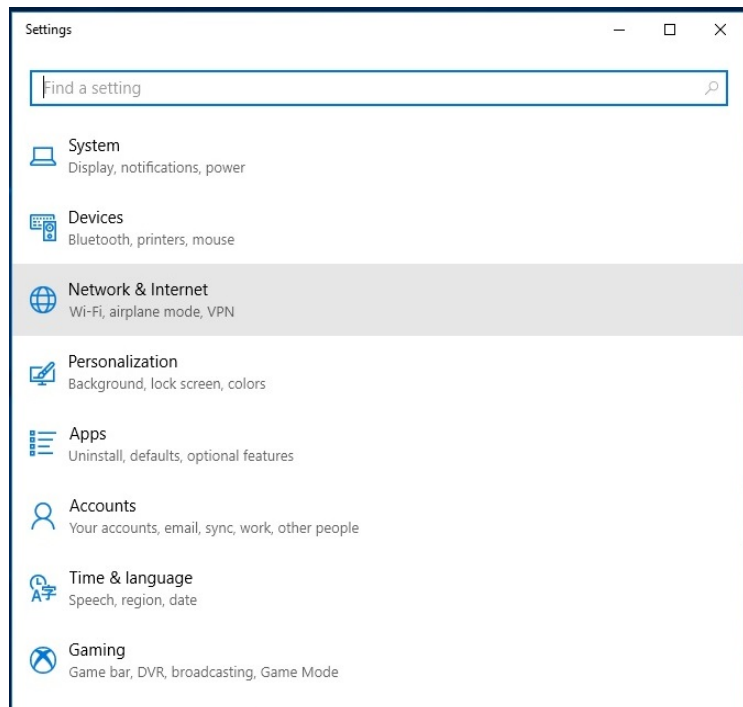 Settings
Find a setting
System
Display, notifications, power
Devices
Bluetooth, printers, mouse
Network & Internet
Wi-Fi, airplane mode, VPN
Personalization
Background, lock screen, colors
Apps
Uninstall, defaults, optional features
Accounts
Your accounts, email, sync, work, other people
Time & language
Speech, region, date
Gaming
Game bar, DVR, broadcasting, Game Mode